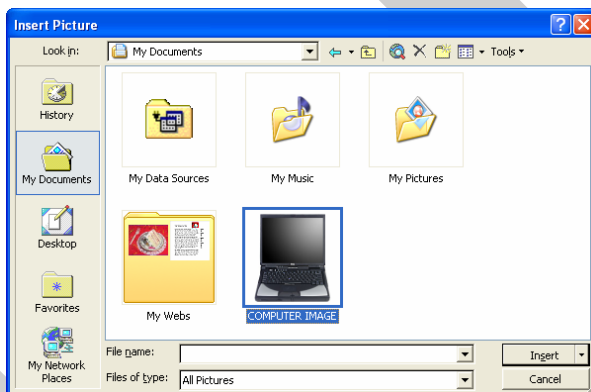 Insert Picture
Look in: My Documents Tools
History
My Documents
Desktop
Favorites
My Network
Places
My Data Sources My Music My Pictures
My Webs COMPUTER IMAGE
File name: Insert
Files of type: All Pictures Cancel